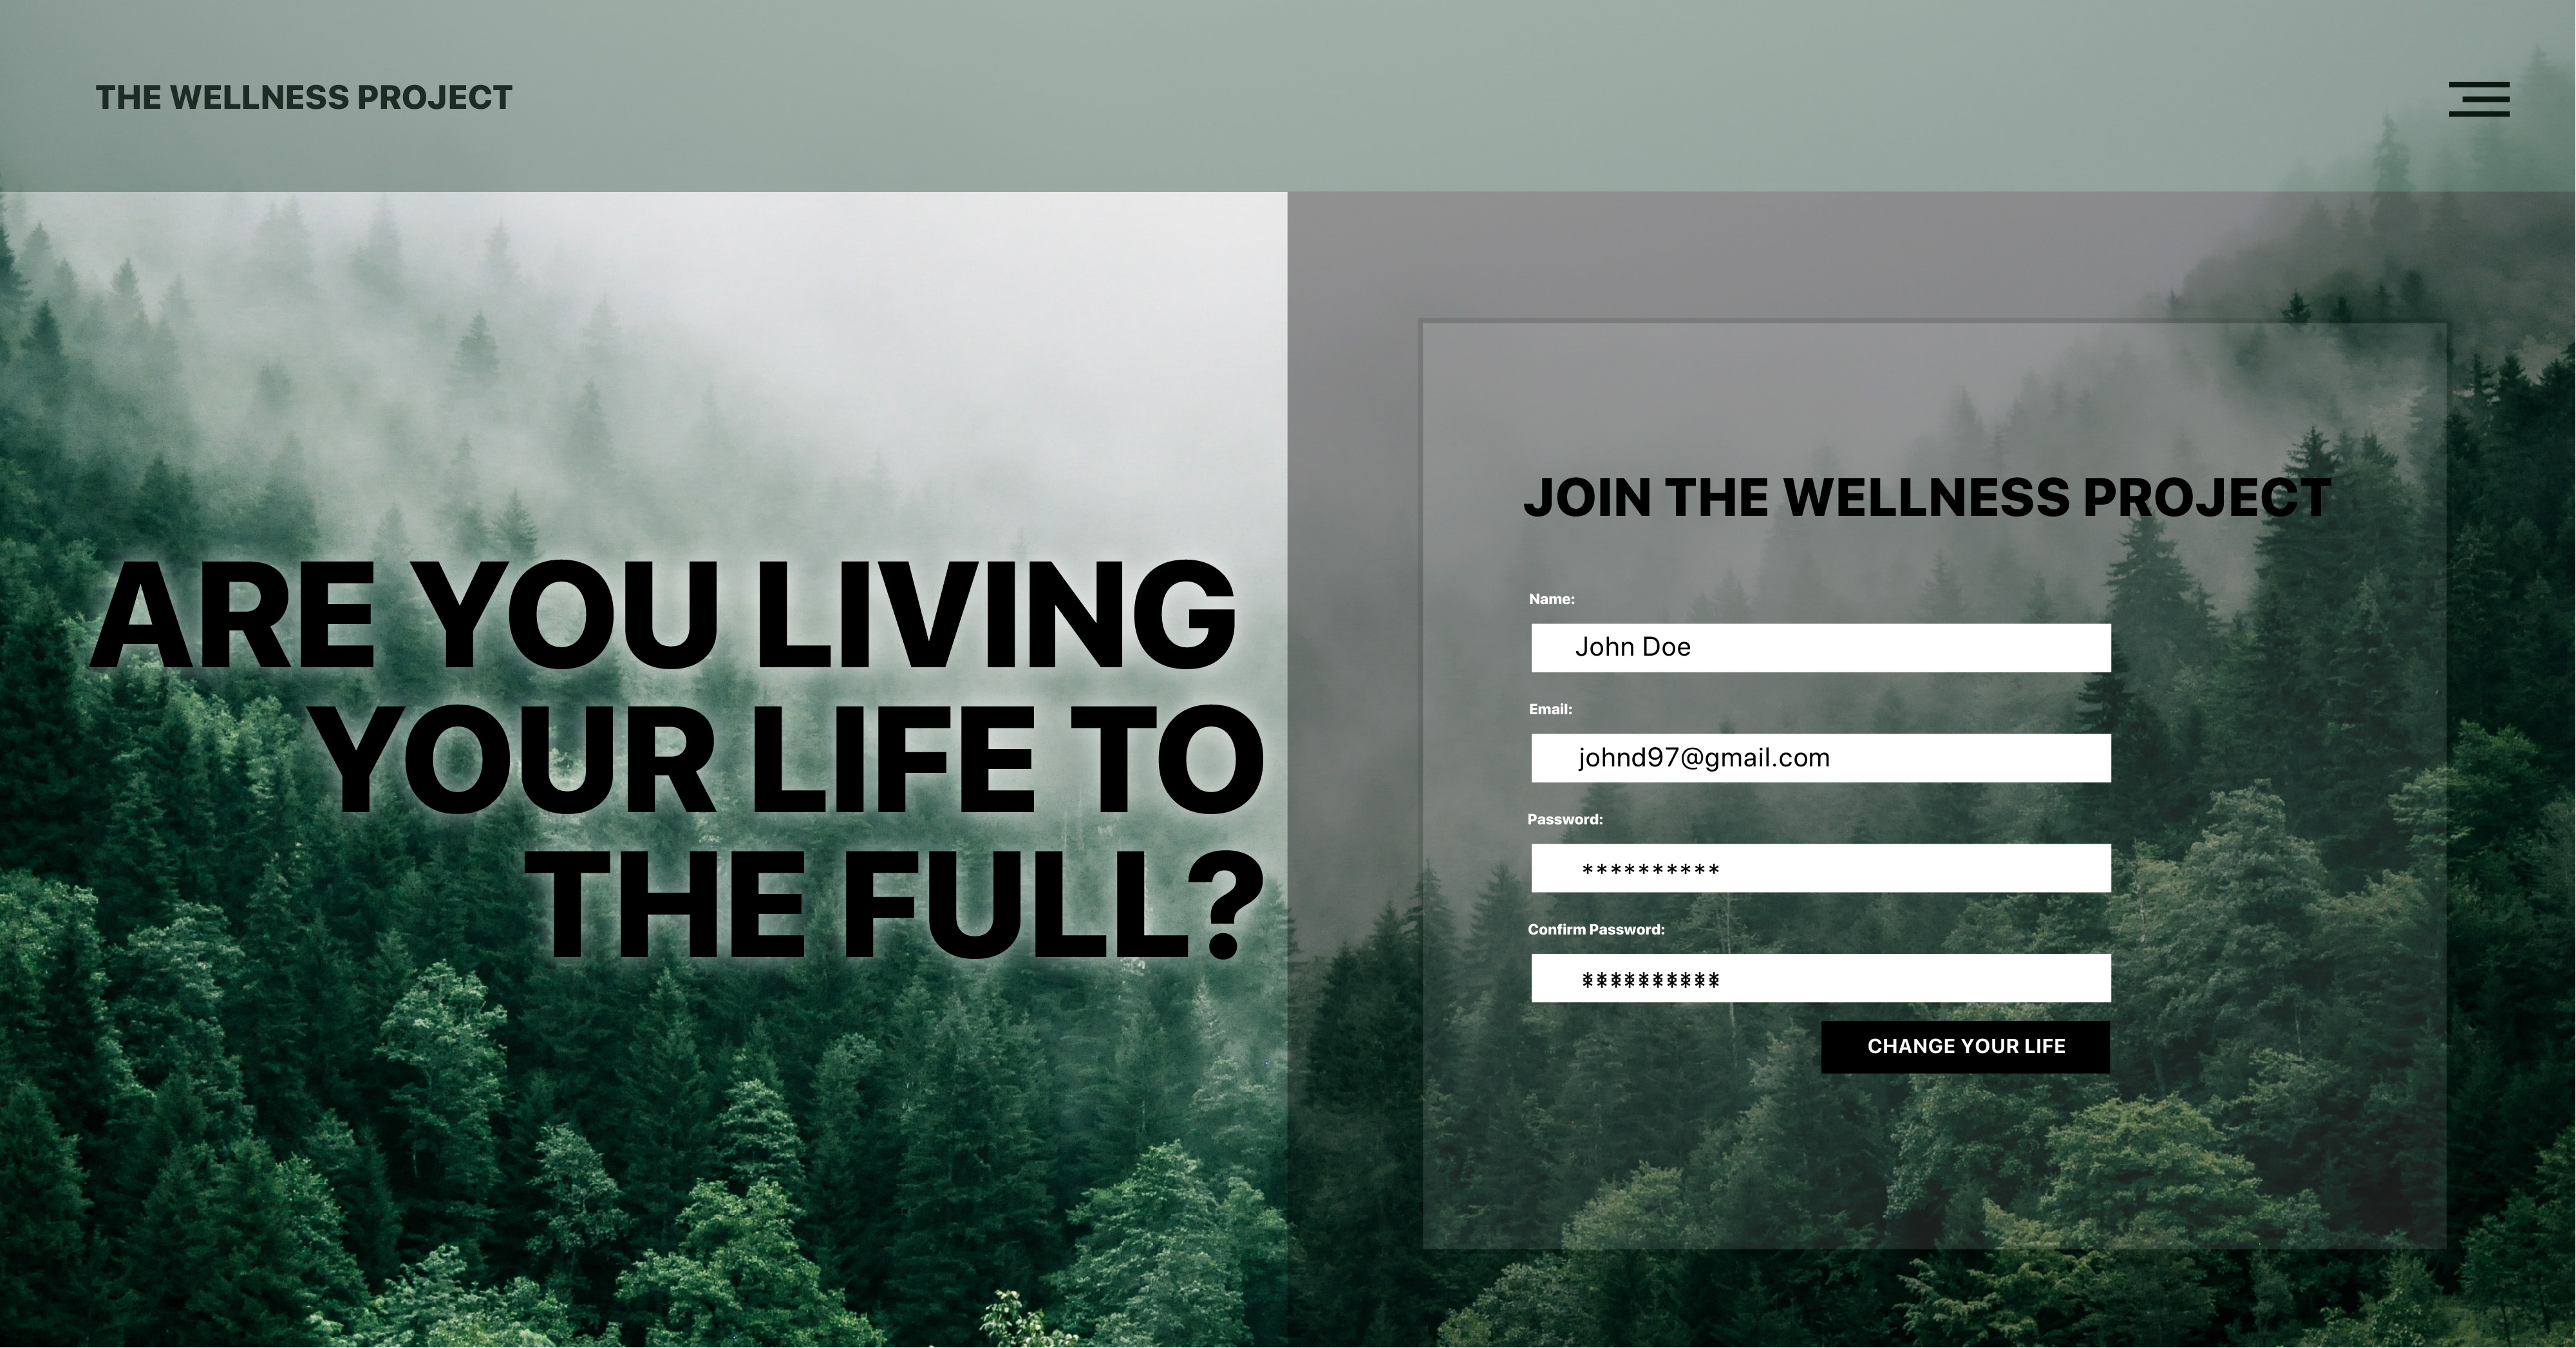 THE WELLNESS PROJECT
ARE YOU LIVING
YOUR LIFE TO
THE FULL?
JOIN THE WELLNESS PROJECT
Name:
John Doe
Email:
johnd97@gmail.com
Password:
**********
Confirm Password:
**********
CHANGE YOUR LIFE